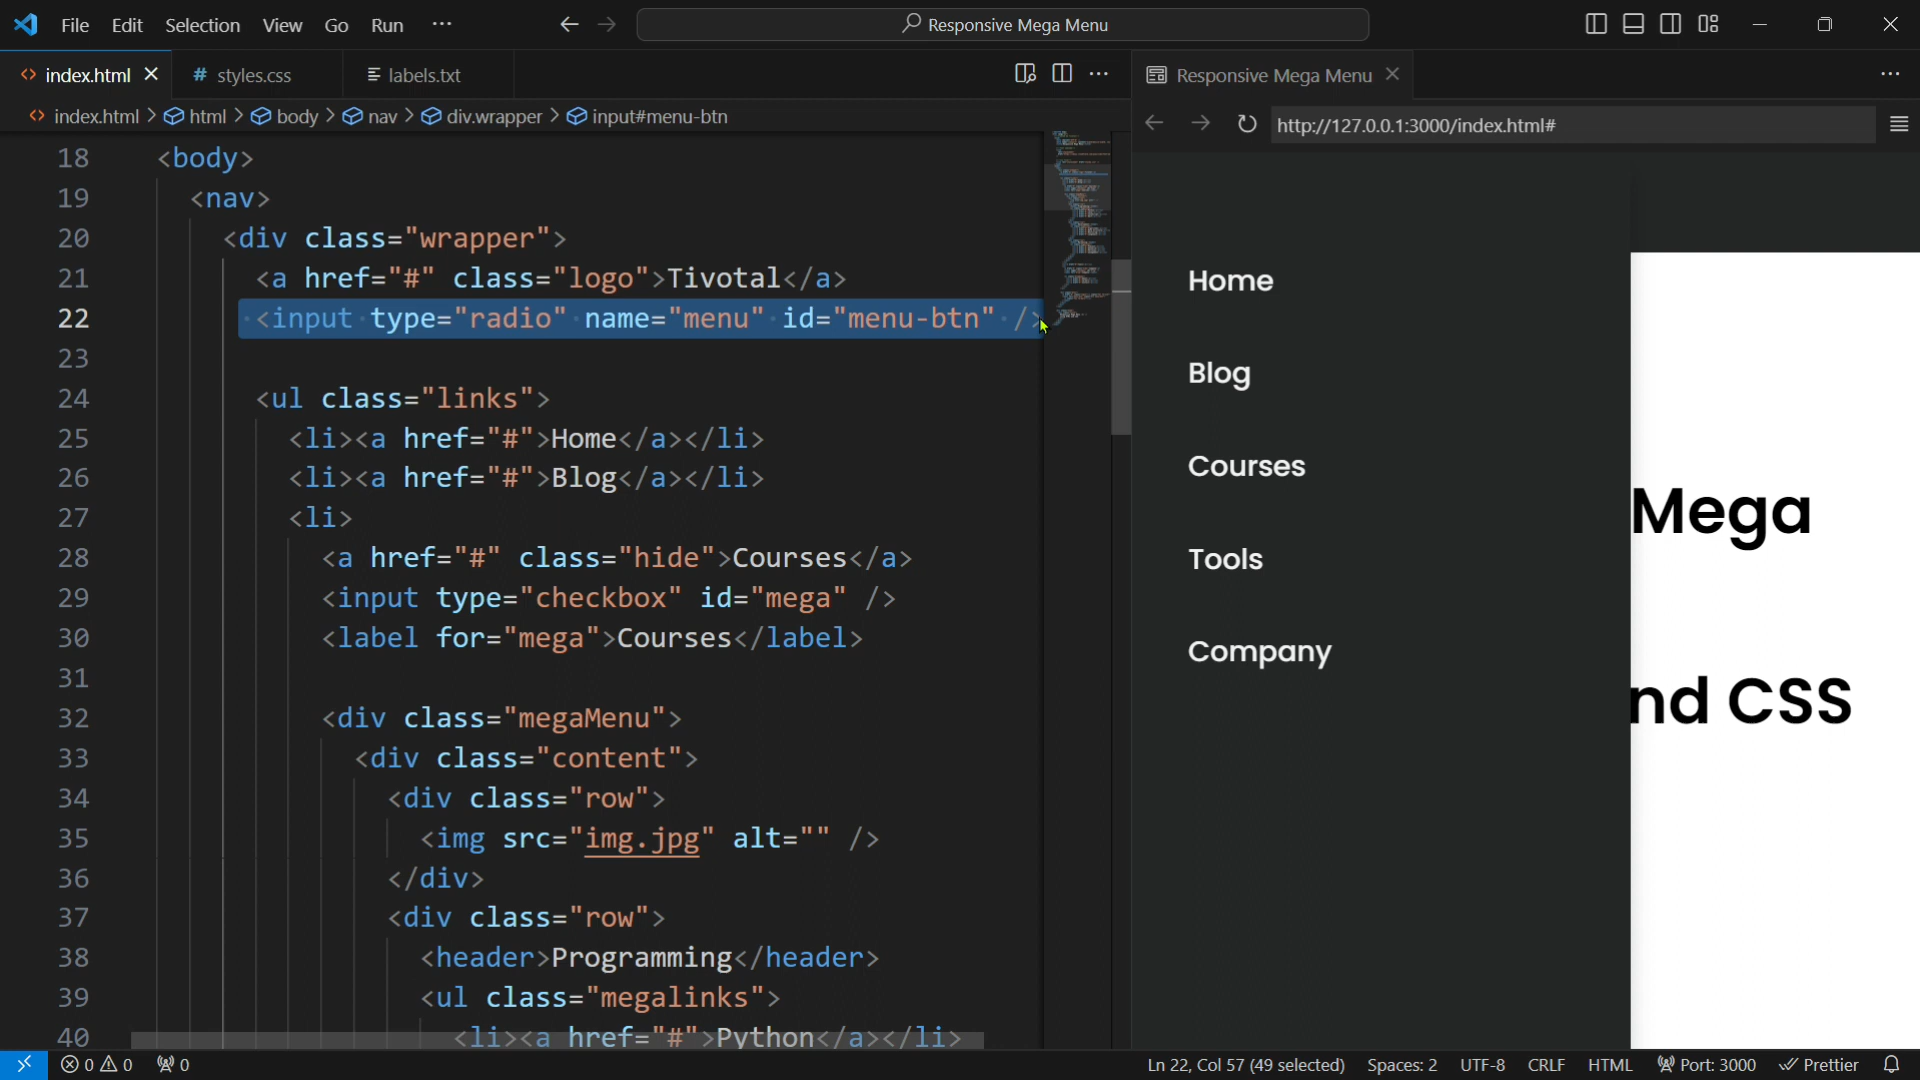 File Edit Selection View Go Run ··· Responsive Mega Menu
index.html # styles.css labels.txt Responsive Mega Menu
index.html > html > body > nav > div.wrapper > input#menu-btn http://127.0.0.1:3000/index.html#
18 <body>
19 <nav>
20 <div class="wrapper">
21 <a href="#" class="logo">Tivotal</a>
22 <input type="radio" name="menu" id="menu-btn" />
23
24 <ul class="links">
25 <li><a href="#">Home</a></li>
26 <li><a href="#">Blog</a></li>
27 <li>
28 <a href="#" class="hide">Courses</a>
29 <input type="checkbox" id="mega" />
30 <label for="mega">Courses</label>
31
32 <div class="megaMenu">
33 <div class="content">
34 <div class="row">
35 <img src="img.jpg" alt="" />
36 </div>
37 <div class="row">
38 <header>Programming</header>
39 <ul class="megalinks">
40 <li><a href="#">Python</a></li>
Home
Blog
Courses
Tools
Company
Mega
nd CSS
0 0 0 Ln 22, Col 57 (49 selected) Spaces: 2 UTF-8 CRLF HTML Port: 3000 Prettier